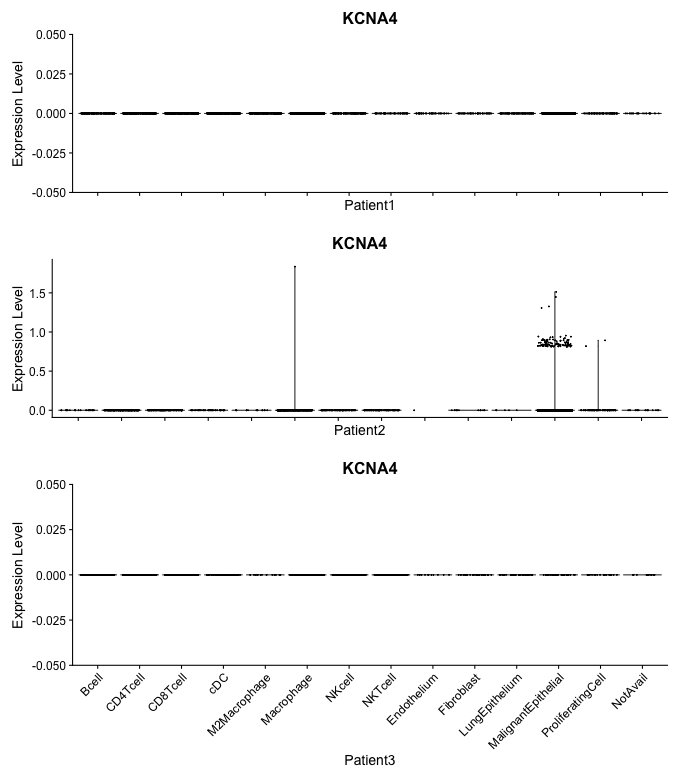 KCNA4
0.050
0.025
0.000
-0.025
-0.050
Expression Level
Patient1
KCNA4
1.5
1.0
0.5
0.0
Expression Level
Patient2
KCNA4
0.050
0.025
0.000
-0.025
-0.050
Expression Level
Bcell
CD4Tcell
CD8Tcell
cDC
M2Macrophage
Macrophage
NKcell
NKTcell
Endothelium
Fibroblast
LungEpithelium
MalignantEpithelial
ProliferatingCell
NotAvail
Patient3